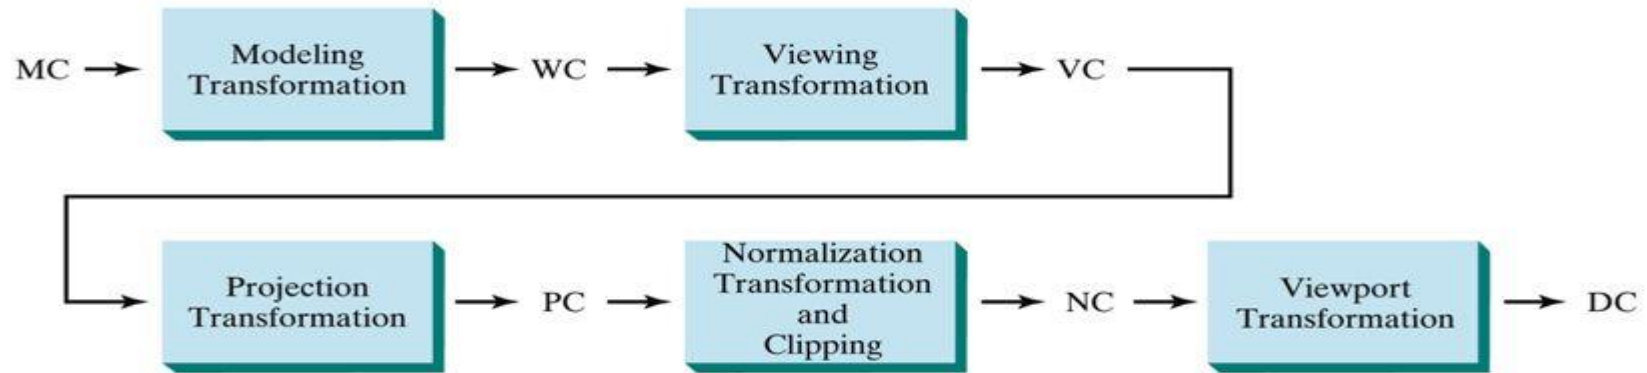 MC
Modeling
Transformation
WC
Viewing
Transformation
VC
Projection
Transformation
PC
Normalization
Transformation
and
Clipping
NC
Viewport
Transformation
DC